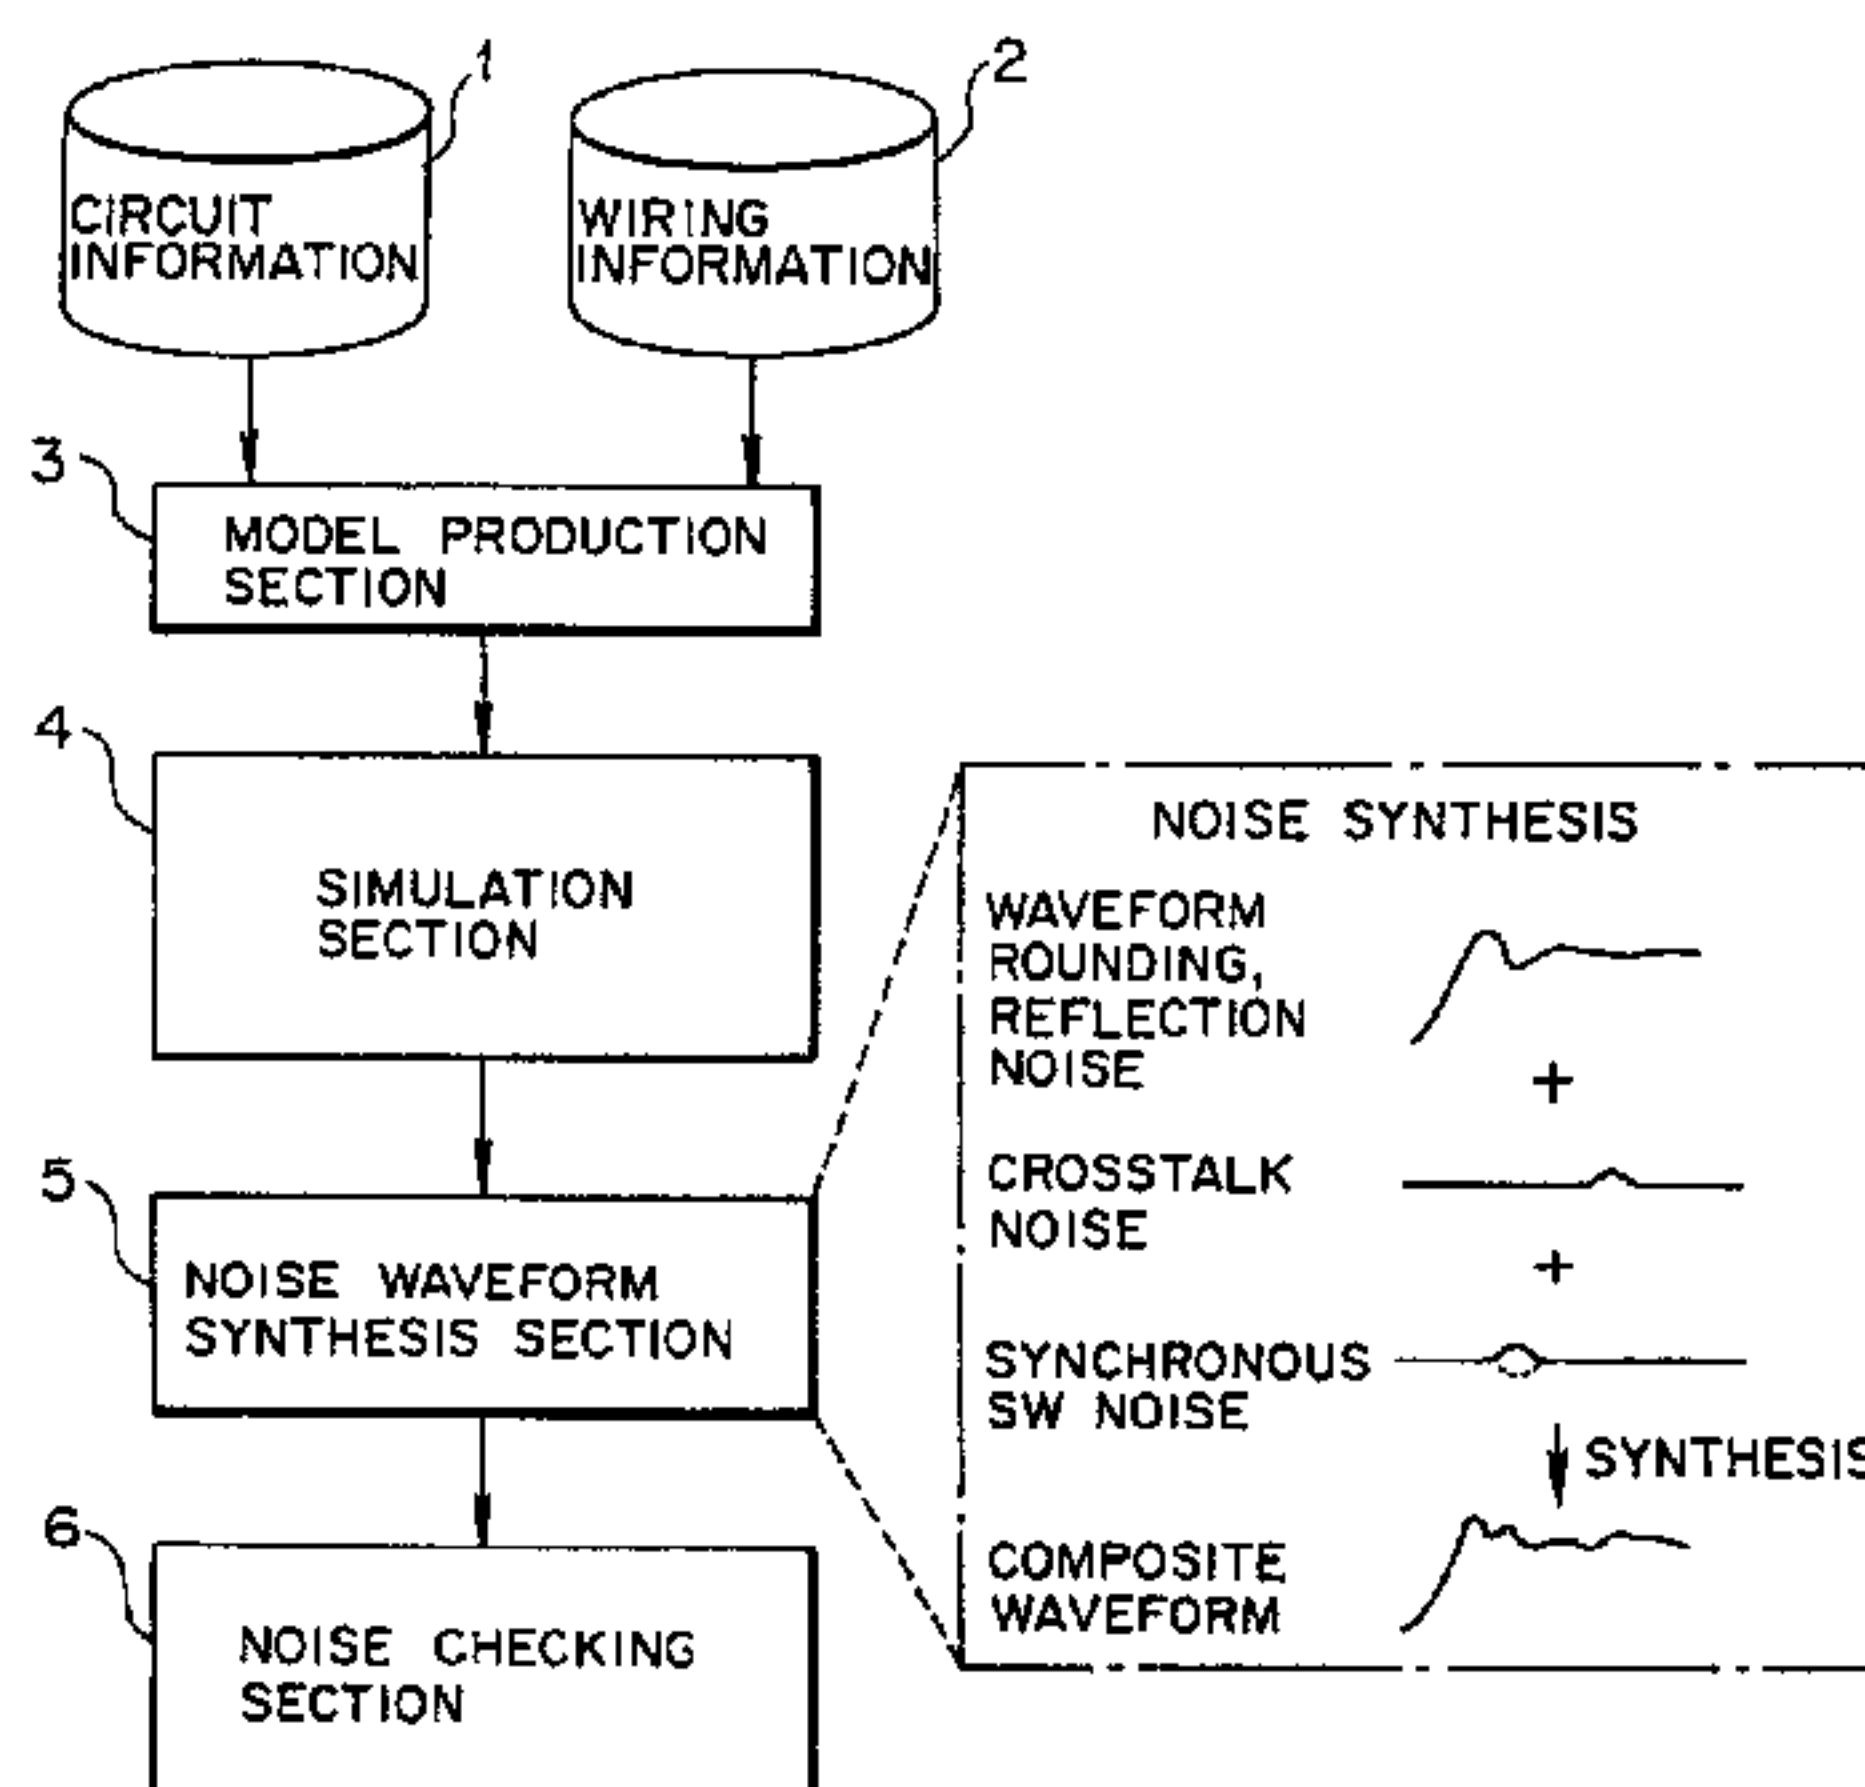 1
2
CIRCUIT
INFORMATION
WIRING
INFORMATION
3
MODEL PRODUCTION
SECTION
4
SIMULATION
SECTION
5
NOISE WAVEFORM
SYNTHESIS SECTION
6
NOISE CHECKING
SECTION
NOISE SYNTHESIS
WAVEFORM
ROUNDING,
REFLECTION
NOISE
+
CROSSTALK
NOISE
+
SYNCHRONOUS
SW NOISE
SYNTHESIS
COMPOSITE
WAVEFORM